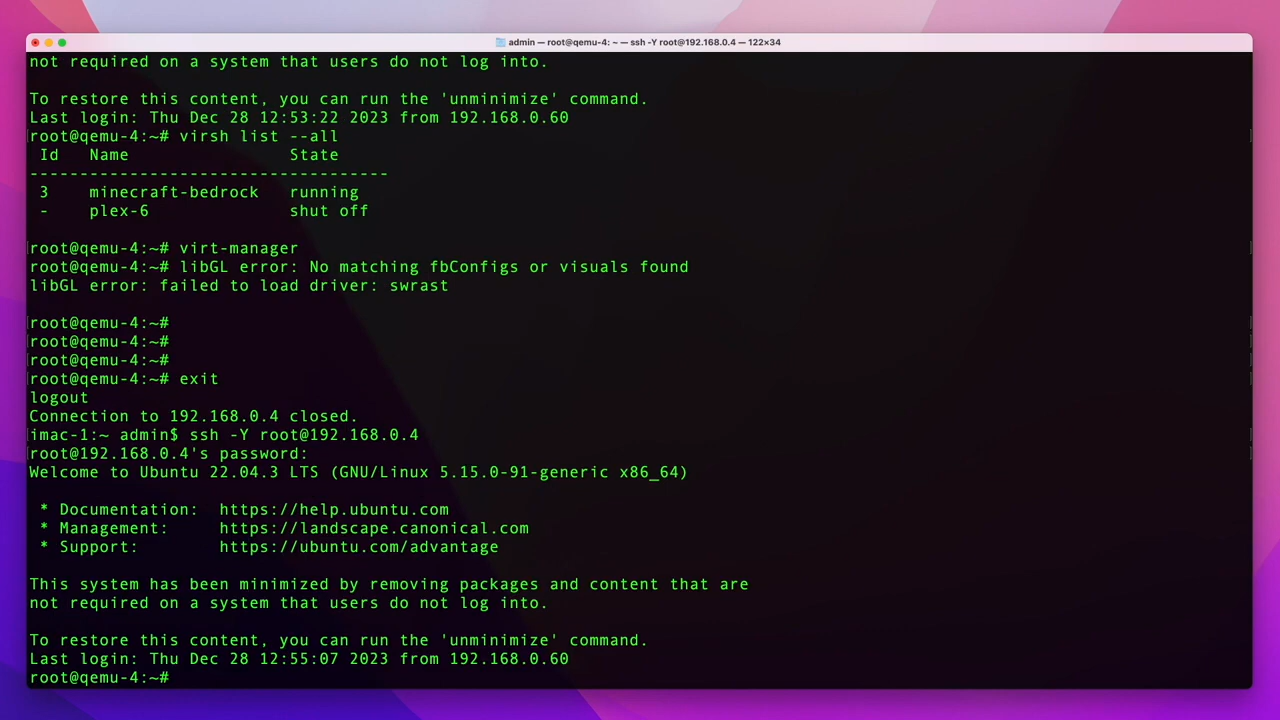 admin — root@qemu-4: ~ — ssh -Y root@192.168.0.4 — 122×34
not required on a system that users do not log into.
To restore this content, you can run the 'unminimize' command.
Last login: Thu Dec 28 12:53:22 2023 from 192.168.0.60
root@qemu-4:~# virsh list --all
Id   Name                State
------------------------------------
3    minecraft-bedrock   running
-    plex-6              shut off
root@qemu-4:~# virt-manager
root@qemu-4:~# libGL error: No matching fbConfigs or visuals found
libGL error: failed to load driver: swrast
root@qemu-4:~#
root@qemu-4:~#
root@qemu-4:~#
root@qemu-4:~# exit
logout
Connection to 192.168.0.4 closed.
imac-1:~ admin$ ssh -Y root@192.168.0.4
root@192.168.0.4's password:
Welcome to Ubuntu 22.04.3 LTS (GNU/Linux 5.15.0-91-generic x86_64)
* Documentation:  https://help.ubuntu.com
* Management:     https://landscape.canonical.com
* Support:        https://ubuntu.com/advantage
This system has been minimized by removing packages and content that are
not required on a system that users do not log into.
To restore this content, you can run the 'unminimize' command.
Last login: Thu Dec 28 12:55:07 2023 from 192.168.0.60
root@qemu-4:~#